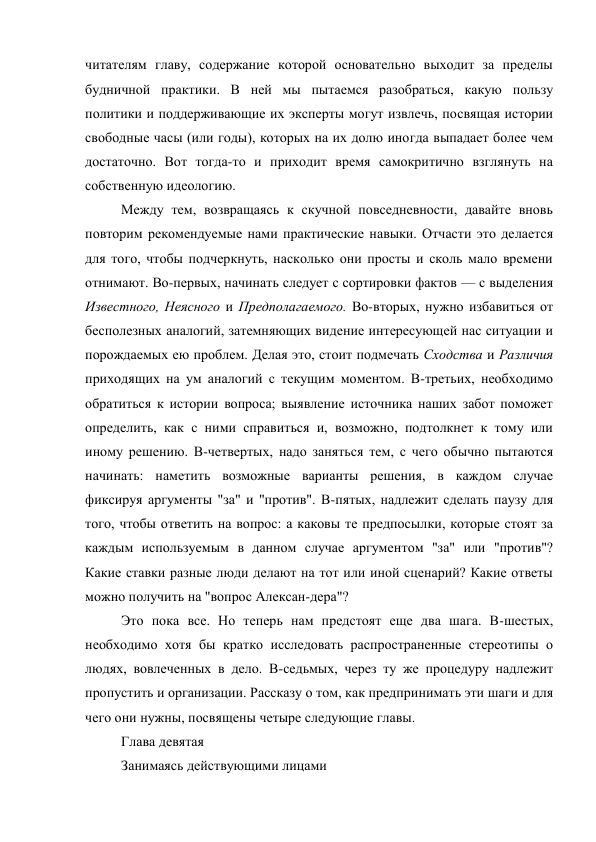 читателям главу, содержание которой основательно выходит за пределы
будничной практики. В ней мы пытаемся разобраться, какую пользу
политики и поддерживающие их эксперты могут извлечь, посвящая истории
свободные часы (или годы), которых на их долю иногда выпадает более чем
достаточно. Вот тогда-то и приходит время самокритично взглянуть на
собственную идеологию.
Между тем, возвращаясь к скучной повседневности, давайте вновь
повторим рекомендуемые нами практические навыки. Отчасти это делается
для того, чтобы подчеркнуть, насколько они просты и сколь мало времени
отнимают. Во-первых, начинать следует с сортировки фактов — с выделения
Известного, Неясного и Предполагаемого. Во-вторых, нужно избавиться от
бесполезных аналогий, затемняющих видение интересующей нас ситуации и
порождаемых ею проблем. Делая это, стоит подмечать Сходства и Различия
приходящих на ум аналогий с текущим моментом. В-третьих, необходимо
обратиться к истории вопроса; выявление источника наших забот поможет
определить, как с ними справиться и, возможно, подтолкнет к тому или
иному решению. В-четвертых, надо заняться тем, с чего обычно пытаются
начинать: наметить возможные варианты решения, в каждом случае
фиксируя аргументы "за" и "против". В-пятых, надлежит сделать паузу для
того, чтобы ответить на вопрос: а каковы те предпосылки, которые стоят за
каждым используемым в данном случае аргументом "за" или "против"?
Какие ставки разные люди делают на тот или иной сценарий? Какие ответы
можно получить на "вопрос Алексан-дера"?
Это пока все. Но теперь нам предстоят еще два шага. В-шестых,
необходимо хотя бы кратко исследовать распространенные стереотипы о
людях, вовлеченных в дело. В-седьмых, через ту же процедуру надлежит
пропустить и организации. Рассказу о том, как предпринимать эти шаги и для
чего они нужны, посвящены четыре следующие главы.
Глава девятая
Занимаясь действующими лицами